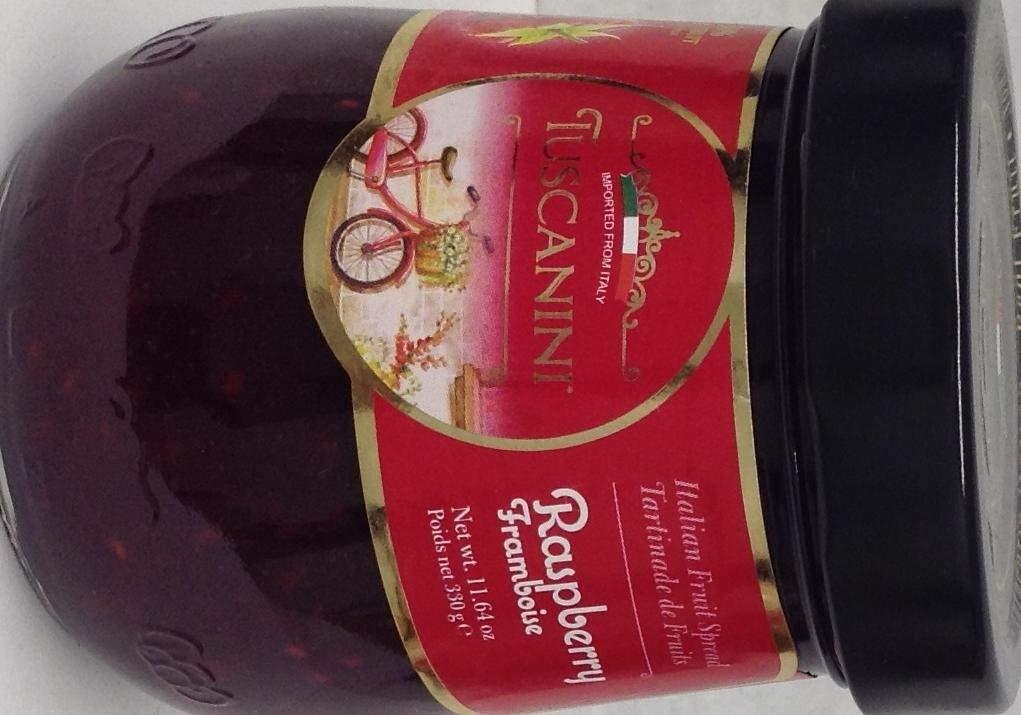 IMPORTED FROM ITALY
TUSCANINI
Italian Fruit Spread
Tartinade de Fruits
Raspberry
Framboise
Net wt. 11.64 oz
Poids net 330 g ℮